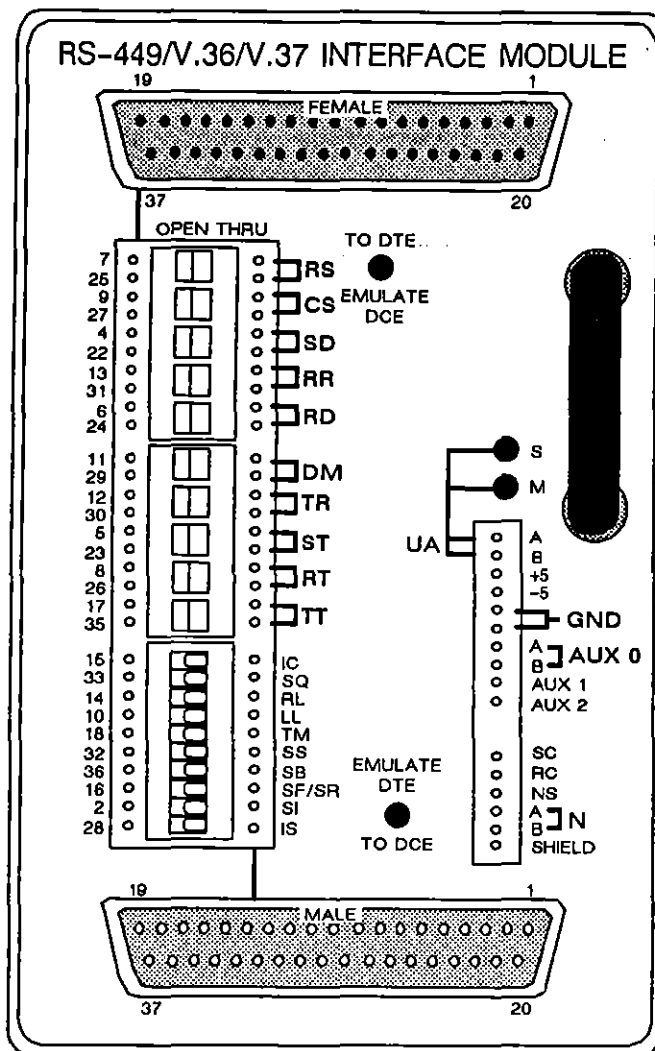 RS-449/V.36/V.37 INTERFACE MODULE
19 1
FEMALE
37 20
OPEN THRU
TO DTE
EMULATE
DCE
7
25
RS
9
27
CS
4
22
SD
13
31
RR
6
24
RD
11
29
DM
12
30
TR
5
23
ST
8
26
RT
17
35
TT
15 IC
33 SQ
14 RL
10 LL
18 TM
32 SS
36 SB
16 SF/SR
2 SI
28 IS
S
M
UA
A
B
+5
-5
GND
A
B
AUX 0
AUX 1
AUX 2
SC
RC
NS
A
B
N
SHIELD
EMULATE
DTE
TO DCE
19 1
MALE
37 20